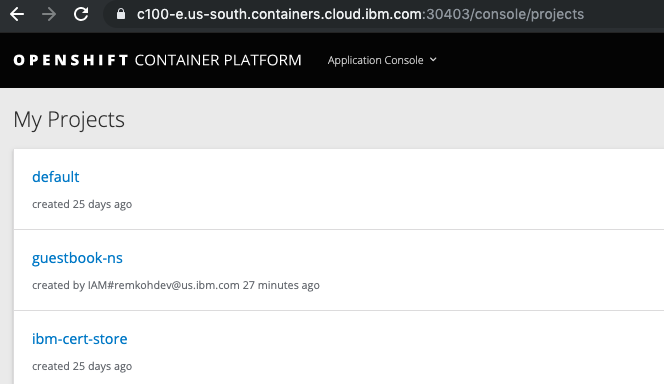 c100-e.us-south.containers.cloud.ibm.com:30403/console/projects
OPENSHIFT CONTAINER PLATFORM Application Console
My Projects
default
created 25 days ago
guestbook-ns
created by IAM#remkohdev@us.ibm.com 27 minutes ago
ibm-cert-store
created 25 days ago